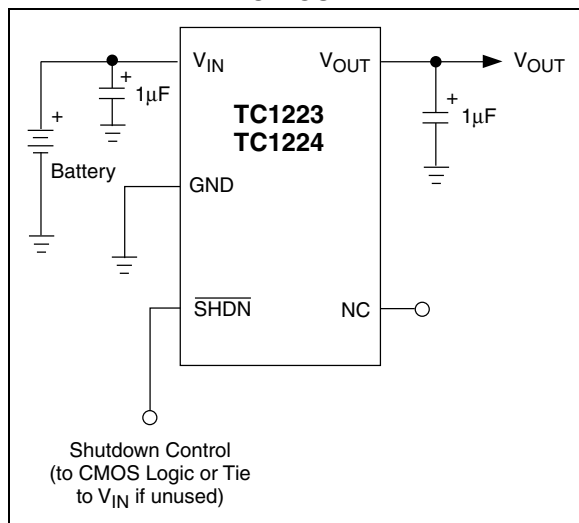 V_IN
V_OUT
V_OUT
+
1μF
+
1μF
TC1223
TC1224
+
Battery
GND
SHDN
NC
Shutdown Control
(to CMOS Logic or Tie
to V_IN if unused)